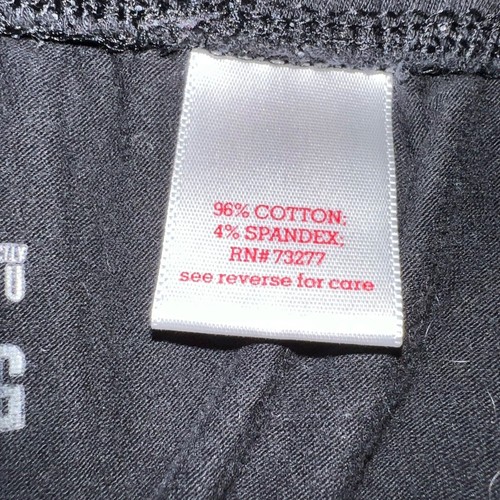 96% COTTON;
4% SPANDEX;
RN# 73277
see reverse for care
U
G